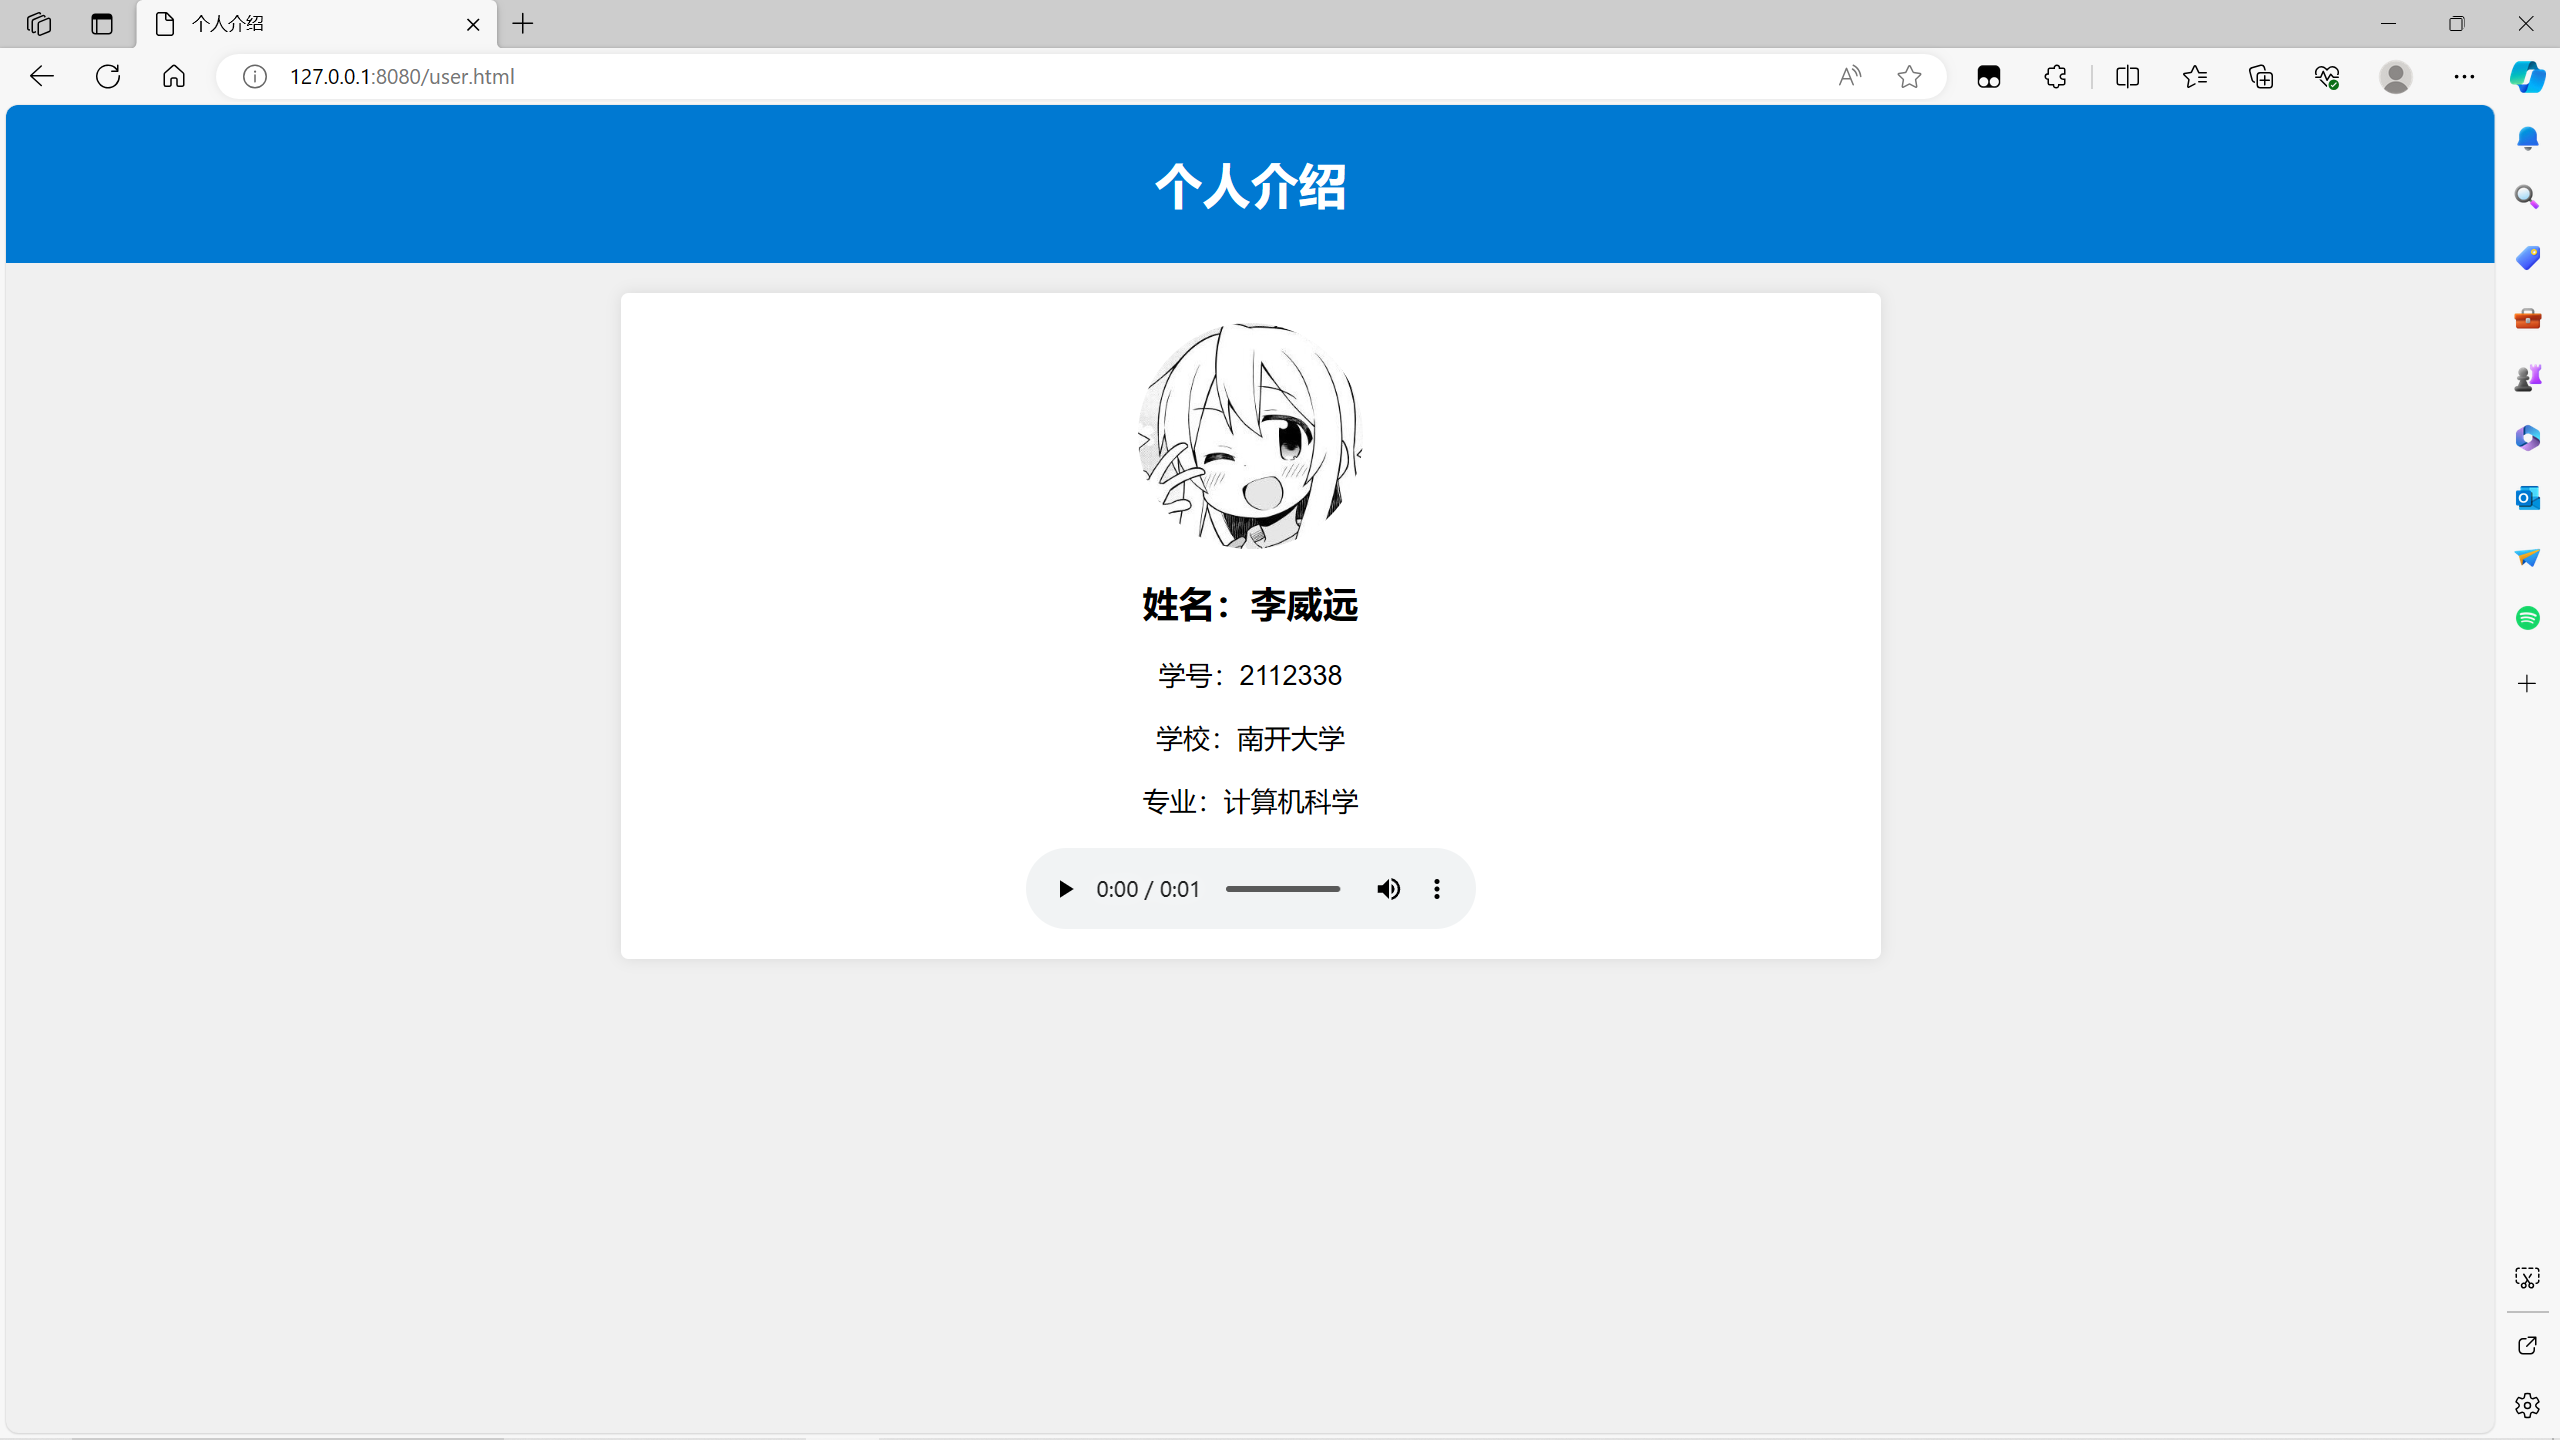 个人介绍
127.0.0.1:8080/user.html
个人介绍
姓名：李威远
学号：2112338
学校：南开大学
专业：计算机科学
0:00 / 0:01